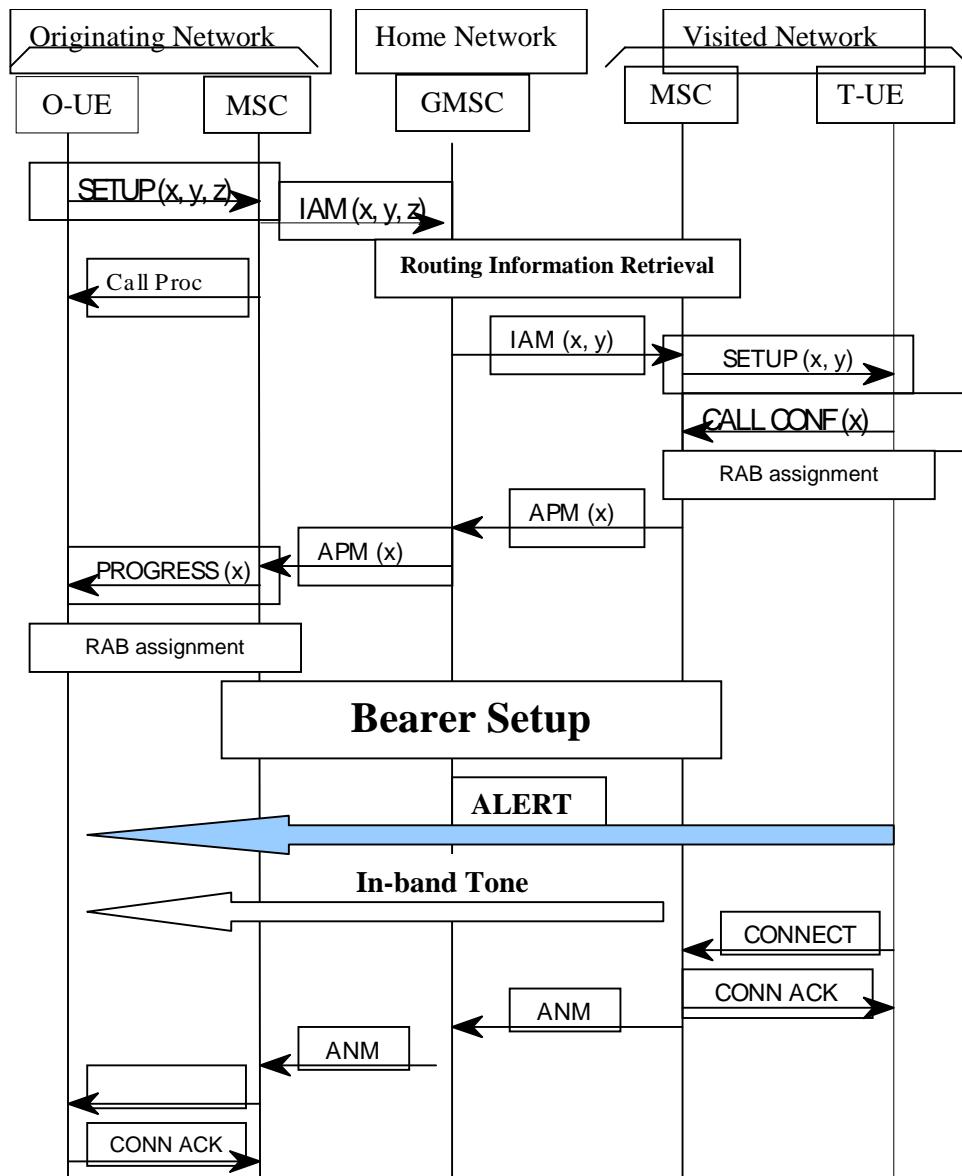 Originating Network
Home Network
Visited Network
O-UE
MSC
GMSC
MSC
T-UE
SETUP (x, y, z)
IAM (x, y, z)
Routing Information Retrieval
Call Proc
IAM (x, y)
SETUP (x, y)
CALL CONF (x)
RAB assignment
APM (x)
APM (x)
PROGRESS (x)
RAB assignment
Bearer Setup
ALERT
In-band Tone
CONNECT
CONN ACK
ANM
ANM
CONN ACK